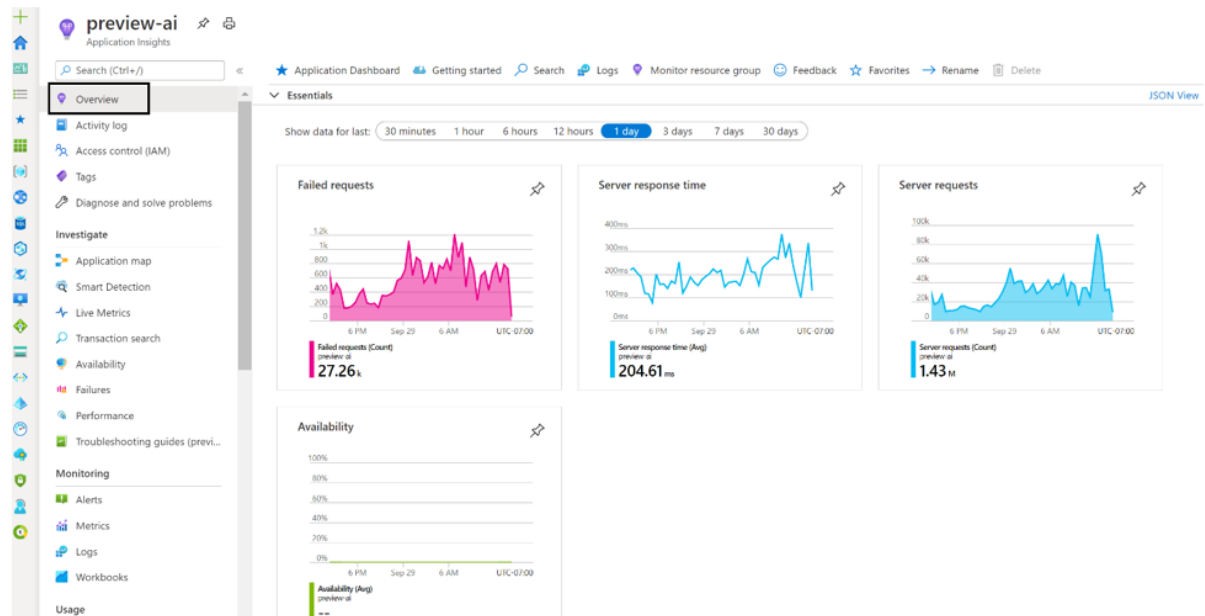 preview-ai
Application Insights
Search (Ctrl+/)
«
Overview
Activity log
Access control (IAM)
Tags
Diagnose and solve problems
Investigate
Application map
Smart Detection
Live Metrics
Transaction search
Availability
Failures
Performance
Troubleshooting guides (previ...
Monitoring
Alerts
Metrics
Logs
Workbooks
Usage
Application Dashboard Getting started Search Logs Monitor resource group Feedback Favorites Rename Delete
Essentials JSON View
Show data for last: 30 minutes 1 hour 6 hours 12 hours 1 day 3 days 7 days 30 days
Failed requests
1.2k
1k
800
600
400
200
0
6 PM Sep 29 6 AM UTC-07:00
Failed requests (Count)
preview-ai
27.26 k
Server response time
400ms
300ms
200ms
100ms
0ms
6 PM Sep 29 6 AM UTC-07:00
Server response time (Avg)
preview-ai
204.61 ms
Server requests
100k
80k
60k
40k
20k
0
6 PM Sep 29 6 AM UTC-07:00
Server requests (Count)
preview-ai
1.43 M
Availability
100%
80%
60%
40%
20%
0%
6 PM Sep 29 6 AM UTC-07:00
Availability (Avg)
preview-ai
--